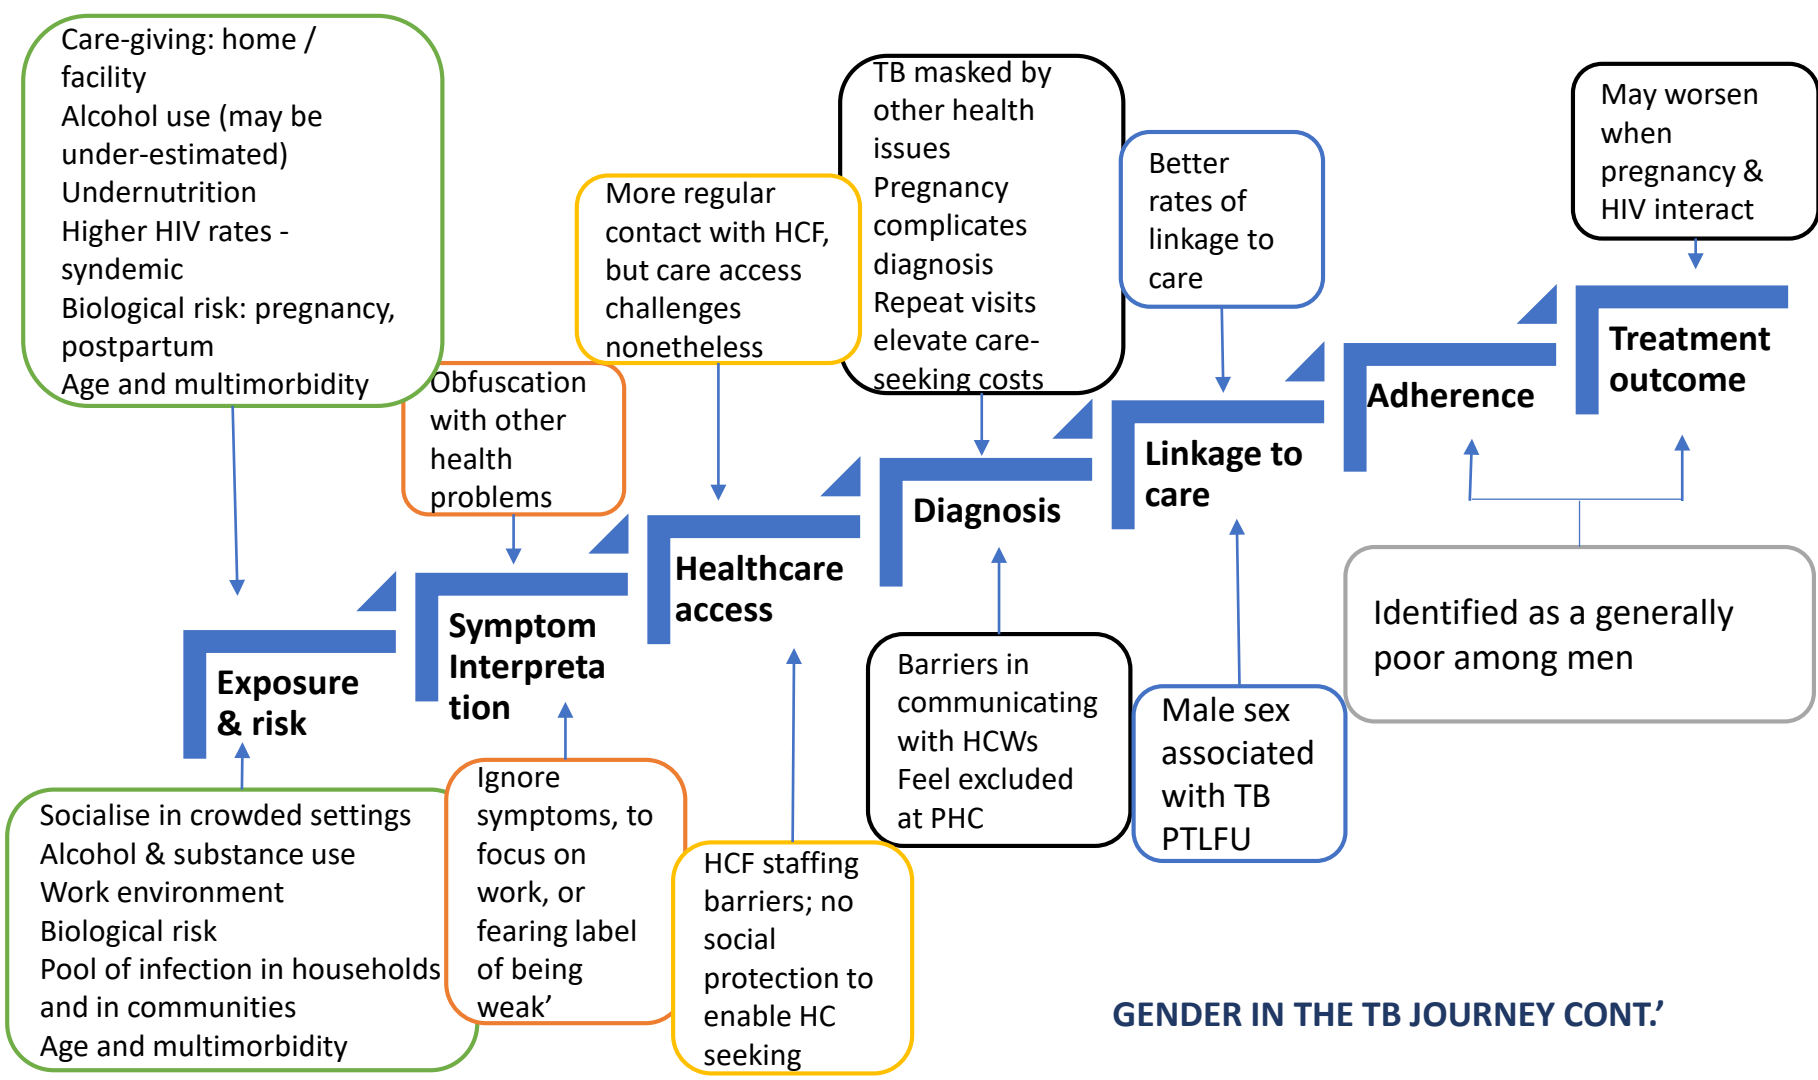 Care-giving: home /
facility
Alcohol use (may be
under-estimated)
Undernutrition
Higher HIV rates -
syndemic
Biological risk: pregnancy,
postpartum
Age and multimorbidity
Obfuscation
with other
health
problems
More regular
contact with HCF,
but care access
challenges
nonetheless
TB masked by
other health
issues
Pregnancy
complicates
diagnosis
Repeat visits
elevate care-
seeking costs
Better
rates of
linkage to
care
May worsen
when
pregnancy &
HIV interact
Exposure
& risk
Symptom
Interpreta
tion
Healthcare
access
Diagnosis
Linkage to
care
Adherence
Treatment
outcome
Socialise in crowded settings
Alcohol & substance use
Work environment
Biological risk
Pool of infection in households
and in communities
Age and multimorbidity
Ignore
symptoms, to
focus on
work, or
fearing label
of being
weak’
HCF staffing
barriers; no
social
protection to
enable HC
seeking
Barriers in
communicating
with HCWs
Feel excluded
at PHC
Male sex
associated
with TB
PTLFU
Identified as a generally
poor among men
GENDER IN THE TB JOURNEY CONT.’